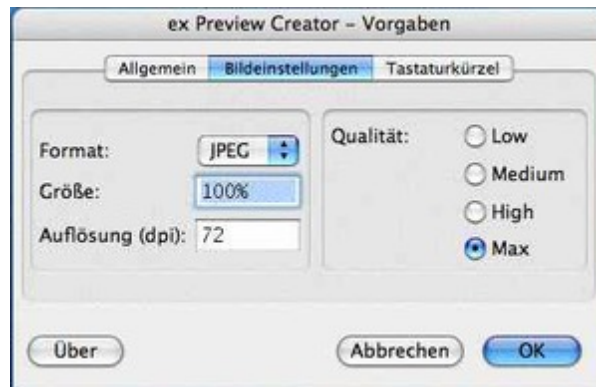 ex Preview Creator – Vorgaben
Allgemein Bildeinstellungen Tastaturkürzel
Format: JPEG
Größe: 100%
Auflösung (dpi): 72
Qualität: Low
Medium
High
Max
Über Abbrechen OK